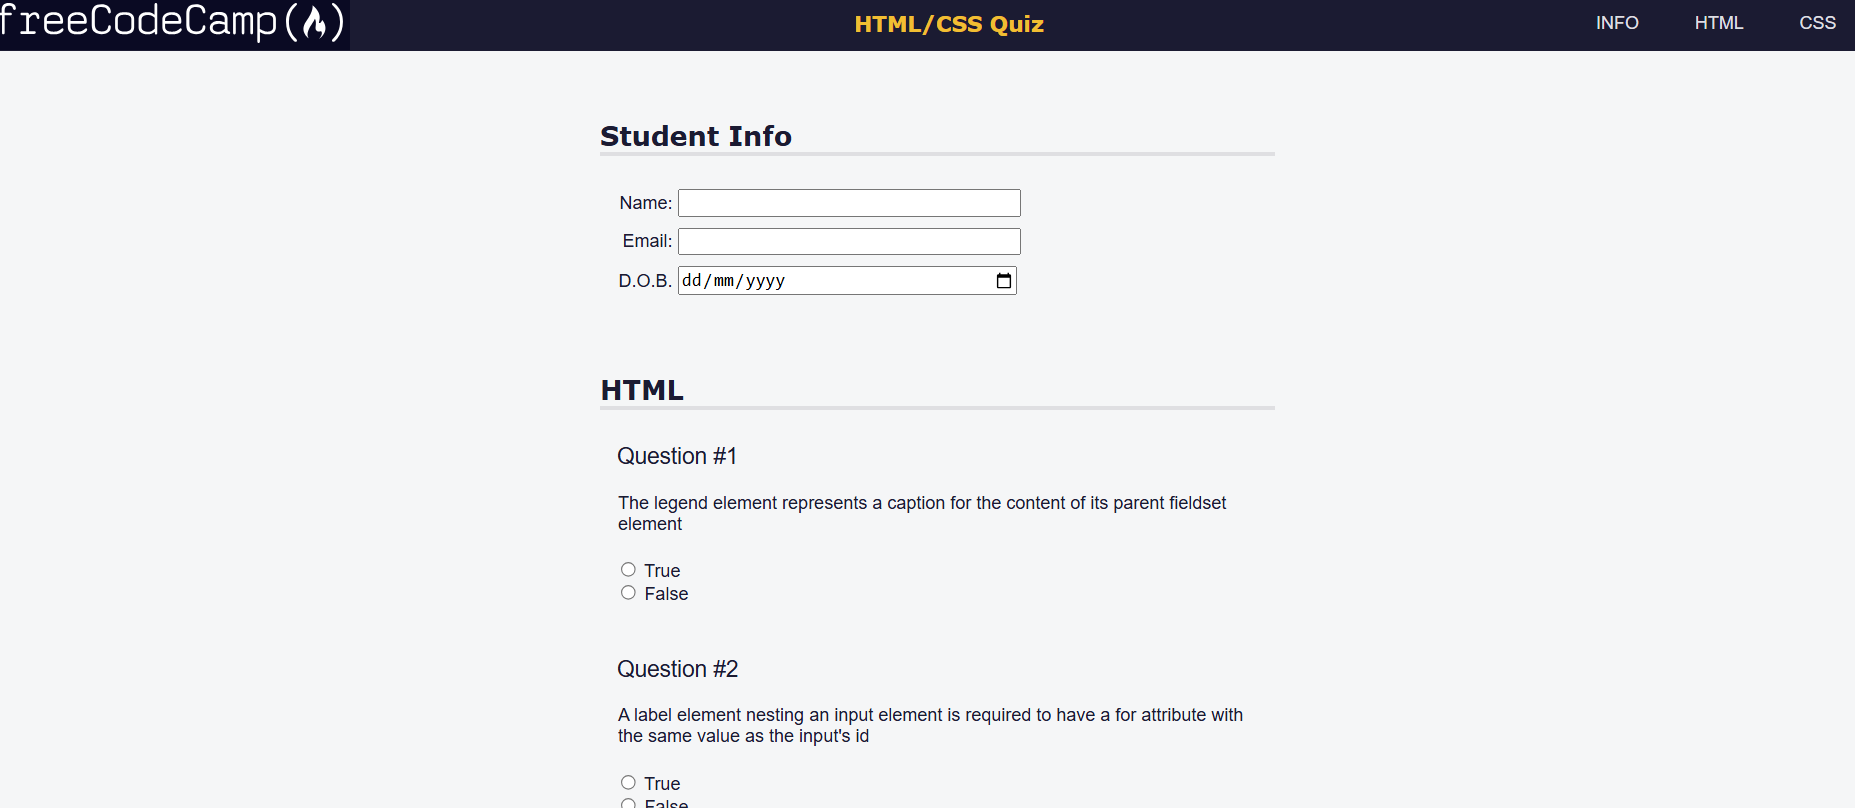 freeCodeCamp
HTML/CSS Quiz
INFO
HTML
CSS
Student Info
Name:
Email:
D.O.B. dd/mm/yyyy
HTML
Question #1
The legend element represents a caption for the content of its parent fieldset
element
True
False
Question #2
A label element nesting an input element is required to have a for attribute with
the same value as the input's id
True
False